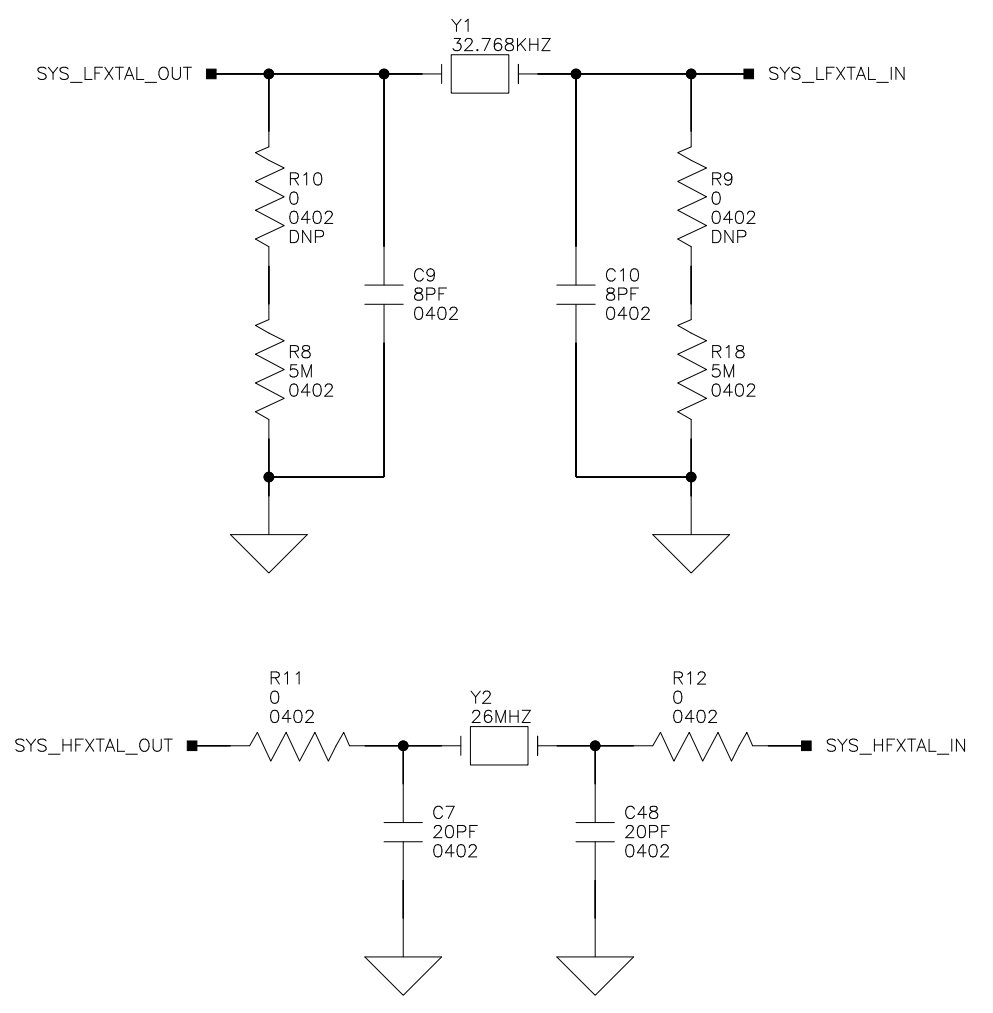 Y1
32.768KHZ
SYS_LFXTAL_OUT
SYS_LFXTAL_IN
R10
0
0402
DNP
R9
0
0402
DNP
C9
8PF
0402
C10
8PF
0402
R8
5M
0402
R18
5M
0402
R11
0
0402
Y2
26MHZ
R12
0
0402
SYS_HFXTAL_OUT
SYS_HFXTAL_IN
C7
20PF
0402
C48
20PF
0402